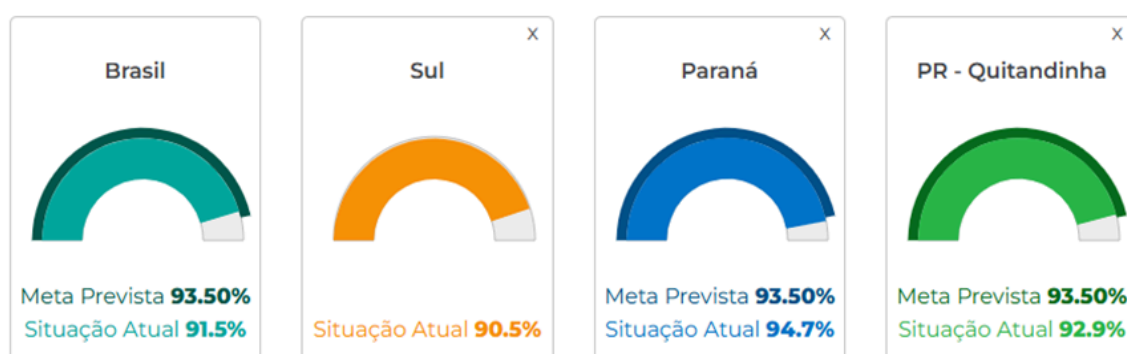 Brasil
Meta Prevista 93.50%
Situação Atual 91.5%
X
Sul
Situação Atual 90.5%
X
Paraná
Meta Prevista 93.50%
Situação Atual 94.7%
X
PR - Quitandinha
Meta Prevista 93.50%
Situação Atual 92.9%